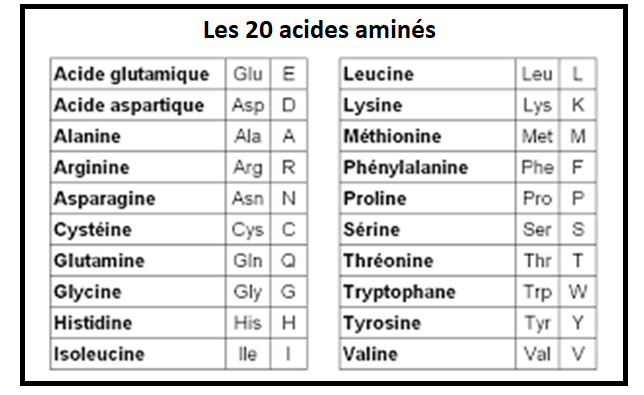 Les 20 acides aminés
Acide glutamique Glu E
Acide aspartique Asp D
Alanine Ala A
Arginine Arg R
Asparagine Asn N
Cystéine Cys C
Glutamine Gln Q
Glycine Gly G
Histidine His H
Isoleucine Ile I
Leucine Leu L
Lysine Lys K
Méthionine Met M
Phénylalanine Phe F
Proline Pro P
Sérine Ser S
Thréonine Thr T
Tryptophane Trp W
Tyrosine Tyr Y
Valine Val V